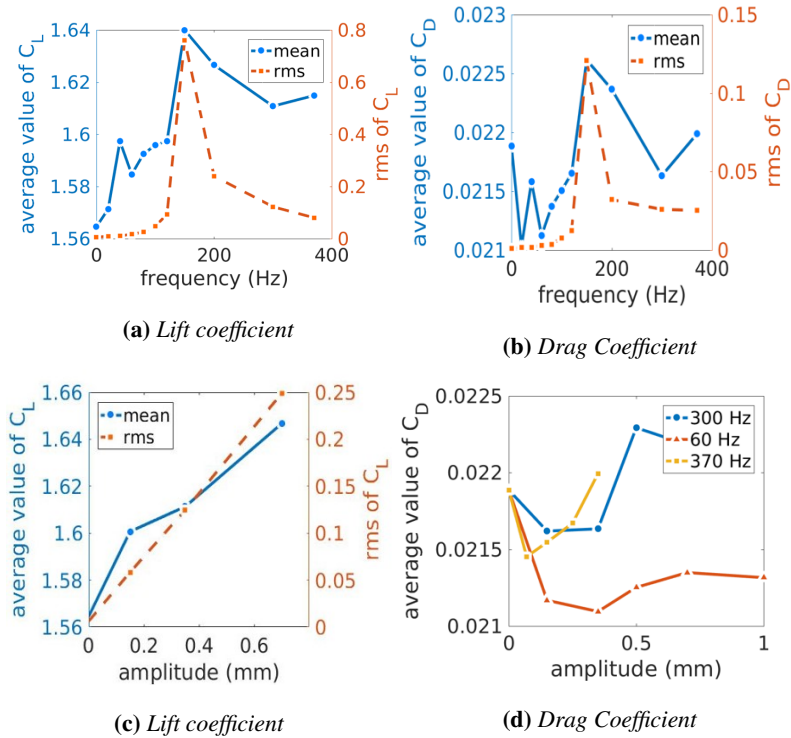 1.64
1.62
1.6
1.58
1.56
average value of C_L
0.8
0.6
0.4
0.2
0
rms of C_L
mean
rms
0 200 400
frequency (Hz)
(a) Lift coefficient
0.023
0.0225
0.022
0.0215
0.021
average value of C_D
0.15
0.1
0.05
0
rms of C_D
mean
rms
0 200 400
frequency (Hz)
(b) Drag Coefficient
1.66
1.64
1.62
1.6
1.58
1.56
average value of C_L
0.25
0.2
0.15
0.1
0.05
0
rms of C_L
mean
rms
0 0.2 0.4 0.6
amplitude (mm)
(c) Lift coefficient
0.0225
0.022
0.0215
0.021
average value of C_D
300 Hz
60 Hz
370 Hz
0 0.5 1
amplitude (mm)
(d) Drag Coefficient